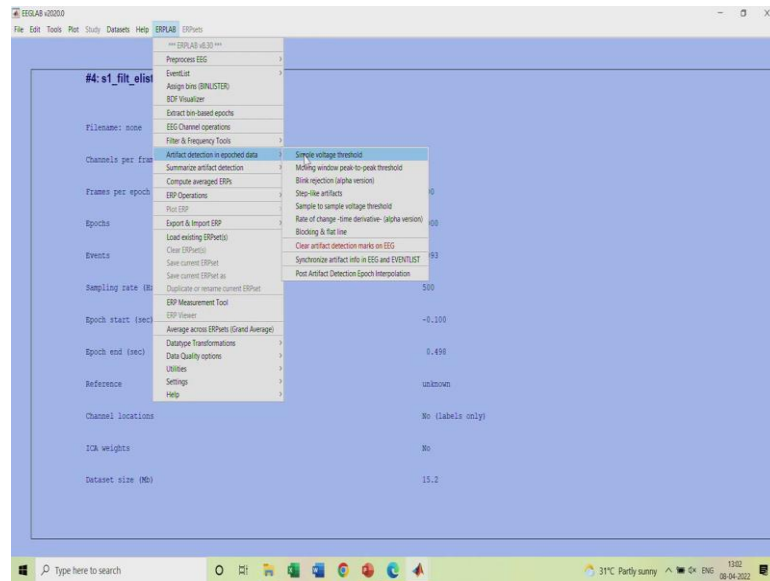 EEGLAB v2020.0
File Edit Tools Plot Study Datasets Help ERPLAB ERPsets
*** ERPLAB v8.30 ***
Preprocess EEG
EventList
Assign bins (BINLISTER)
BDF Visualizer
Extract bin-based epochs
EEG Channel operations
Filter & Frequency Tools
Artifact detection in epoched data
Summarize artifact detection
Compute averaged ERPs
ERP Operations
Plot ERP
Export & Import ERP
Load existing ERPset(s)
Clear ERPset(s)
Save current ERPset
Save current ERPset as
Duplicate or rename current ERPset
ERP Measurement Tool
ERP Viewer
Average across ERPsets (Grand Average)
Datatype Transformations
Data Quality options
Utilities
Settings
Help
Simple voltage threshold
Moving window peak-to-peak threshold
Blink rejection (alpha version)
Step-like artifacts
Sample to sample voltage threshold
Rate of change -time derivative- (alpha version)
Blocking & flat line
Clear artifact detection marks on EEG
Synchronize artifact info in EEG and EVENTLIST
Post Artifact Detection Epoch Interpolation
#4: s1_filt_elist
Filename: none
Channels per fram
Frames per epoch
Epochs
Events
Sampling rate (Hz 500
Epoch start (sec) -0.100
Epoch end (sec) 0.498
Reference unknown
Channel locations No (labels only)
ICA weights No
Dataset size (Mb) 15.2
Type here to search
31°C Partly sunny ENG 13:02
08-04-2022